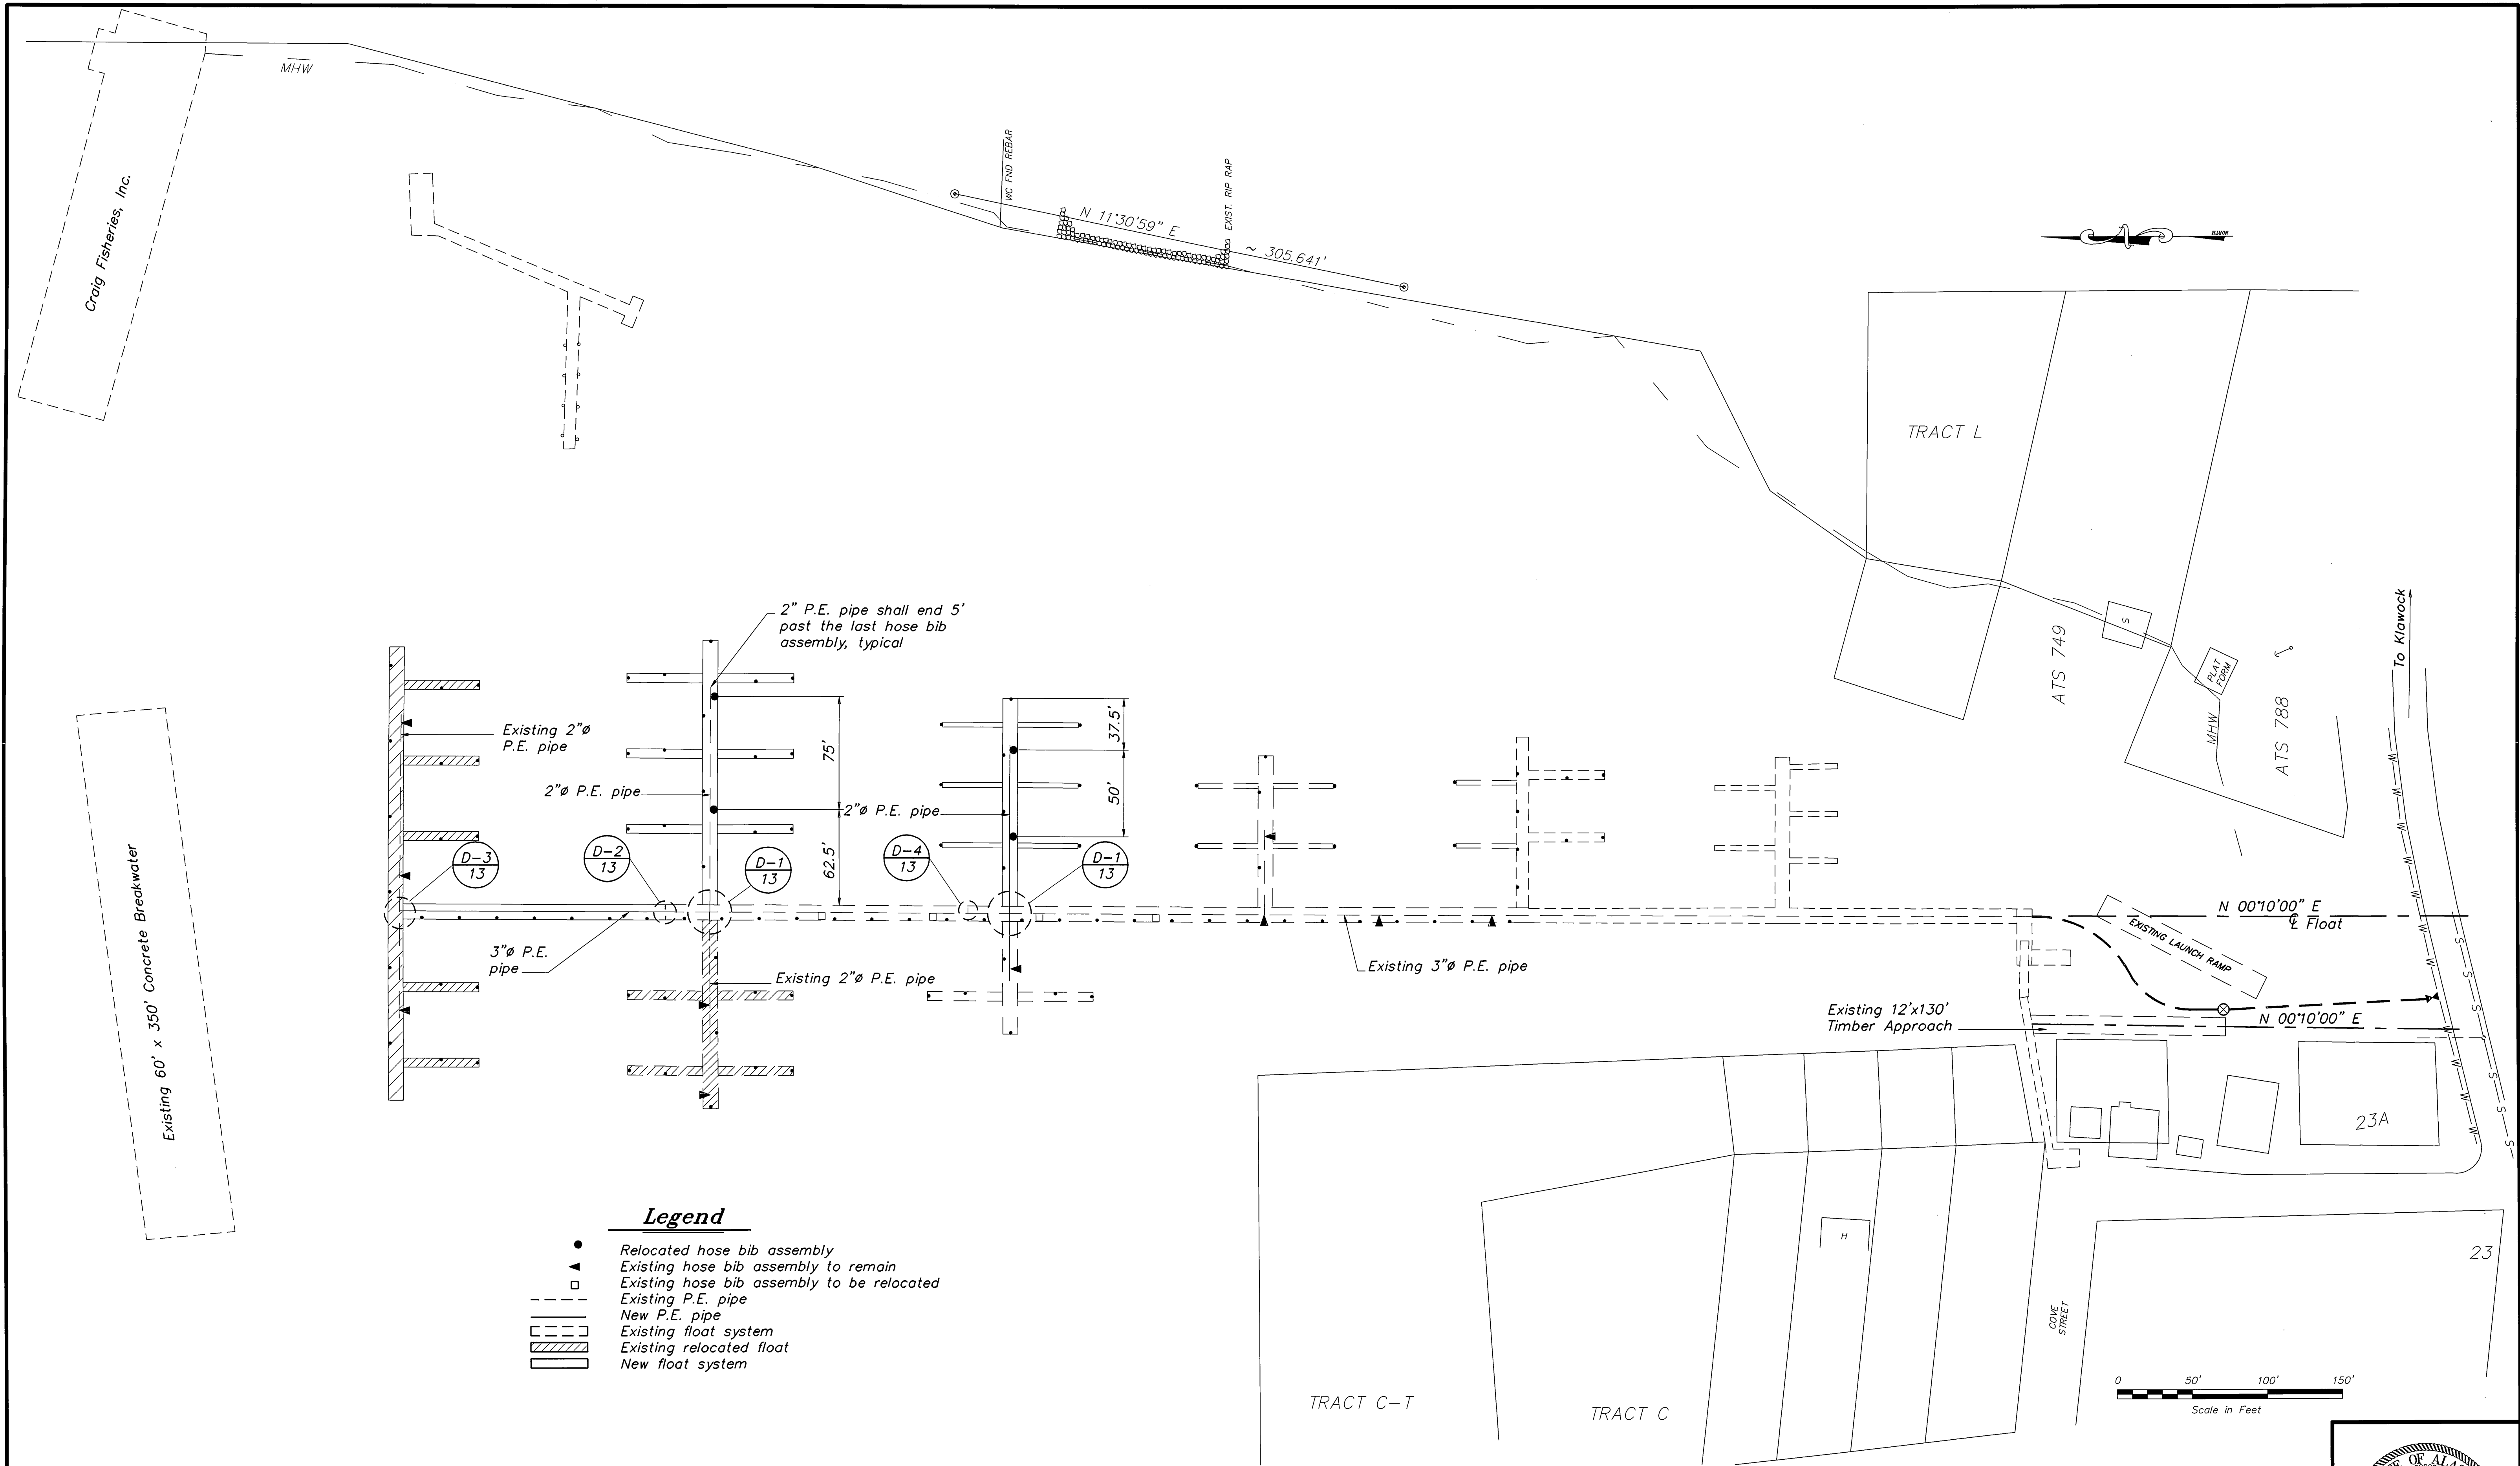 MHW
Craig Fisheries, Inc.
WC FND REBAR
N 11°30'59" E
~ 305.641'
EXIST. RIP RAP
NORTH
TRACT L
ATS 749
S
PLAT
FORM
MHW
ATS 788
To Klawock
2" P.E. pipe shall end 5'
past the last hose bib
assembly, typical
Existing 2"ø
P.E. pipe
2"ø P.E. pipe
75'
62.5'
2"ø P.E. pipe
37.5'
50'
D-3
13
D-2
13
D-1
13
D-4
13
D-1
13
3"ø P.E.
pipe
Existing 2"ø P.E. pipe
Existing 3"ø P.E. pipe
Existing 60' x 350' Concrete Breakwater
N 00°10'00" E
℄ Float
EXISTING LAUNCH RAMP
Existing 12'x130'
Timber Approach
N 00°10'00" E
W W W W W W W W W W W
S S S S S S S
23A
23
H
COVE
STREET
TRACT C-T
TRACT C
Legend
Relocated hose bib assembly
Existing hose bib assembly to remain
Existing hose bib assembly to be relocated
Existing P.E. pipe
New P.E. pipe
Existing float system
Existing relocated float
New float system
0 50' 100' 150'
Scale in Feet
OF ALA